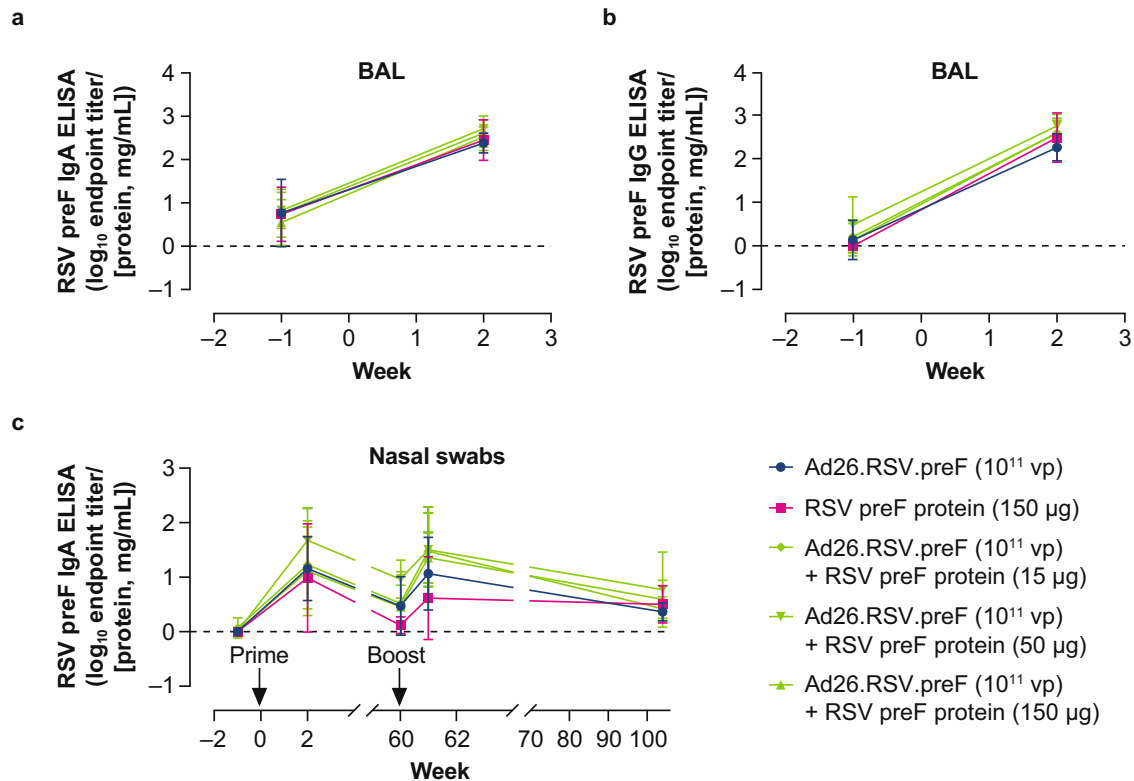 a
BAL
RSV preF IgA ELISA
(log₁₀ endpoint titer/
[protein, mg/mL])
4
3
2
1
0
–1
–2 –1 0 1 2 3
Week
b
BAL
RSV preF IgG ELISA
(log₁₀ endpoint titer/
[protein, mg/mL])
4
3
2
1
0
–1
–2 –1 0 1 2 3
Week
c
Nasal swabs
RSV preF IgA ELISA
(log₁₀ endpoint titer/
[protein, mg/mL])
3
2
1
0
–1
Prime Boost
–2 0 2 60 62 70 80 90 100
Week
Ad26.RSV.preF (10¹¹ vp)
RSV preF protein (150 µg)
Ad26.RSV.preF (10¹¹ vp)
+ RSV preF protein (15 µg)
Ad26.RSV.preF (10¹¹ vp)
+ RSV preF protein (50 µg)
Ad26.RSV.preF (10¹¹ vp)
+ RSV preF protein (150 µg)